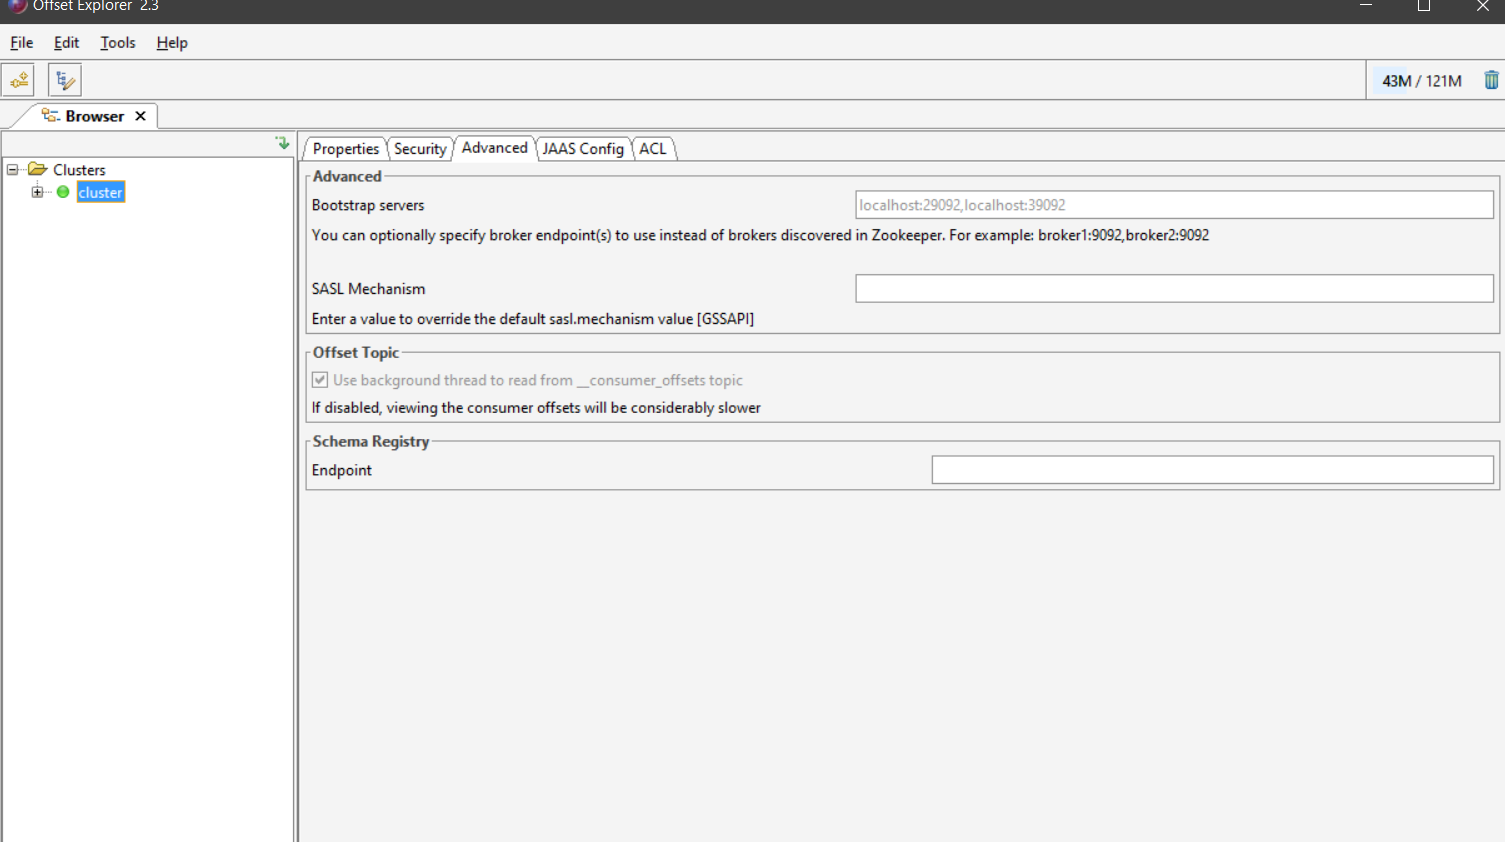 Offset Explorer 2.3
File Edit Tools Help
43M / 121M
Browser
Clusters
cluster
Properties Security Advanced JAAS Config ACL
Advanced
Bootstrap servers localhost:29092,localhost:39092
You can optionally specify broker endpoint(s) to use instead of brokers discovered in Zookeeper. For example: broker1:9092,broker2:9092
SASL Mechanism
Enter a value to override the default sasl.mechanism value [GSSAPI]
Offset Topic
Use background thread to read from __consumer_offsets topic
If disabled, viewing the consumer offsets will be considerably slower
Schema Registry
Endpoint